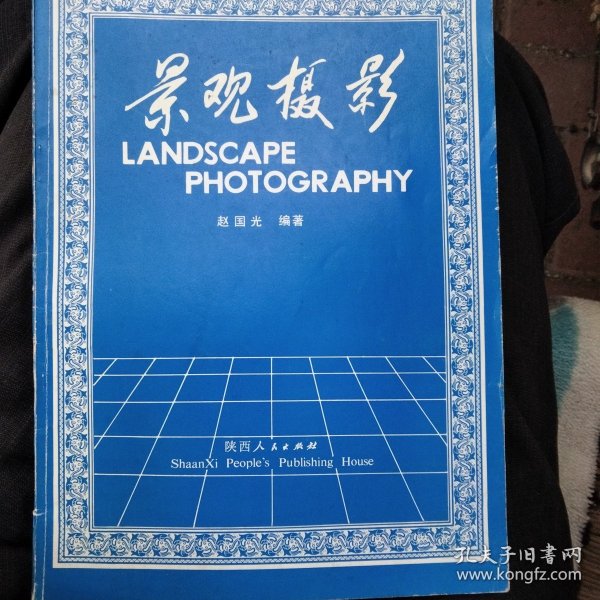 景观摄影
LANDSCAPE
PHOTOGRAPHY
赵国光 编著
陕西人民出版社
ShaanXi People's Publishing House
孔夫子旧書网
www.kongfz.com